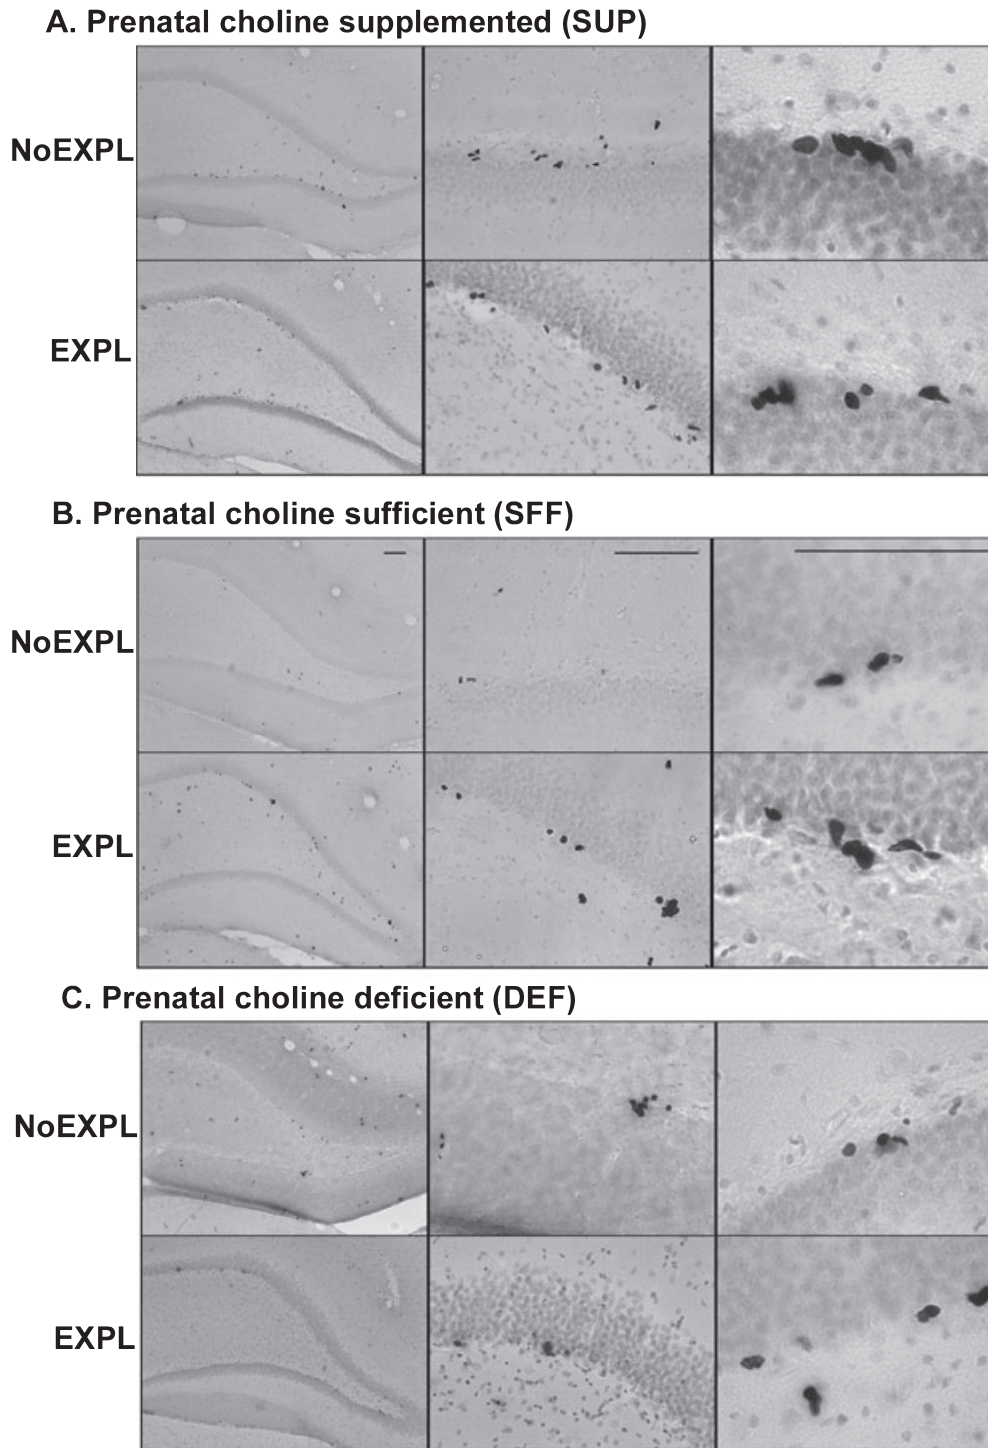 A. Prenatal choline supplemented (SUP)
NoEXPL
EXPL
B. Prenatal choline sufficient (SFF)
NoEXPL
EXPL
C. Prenatal choline deficient (DEF)
NoEXPL
EXPL